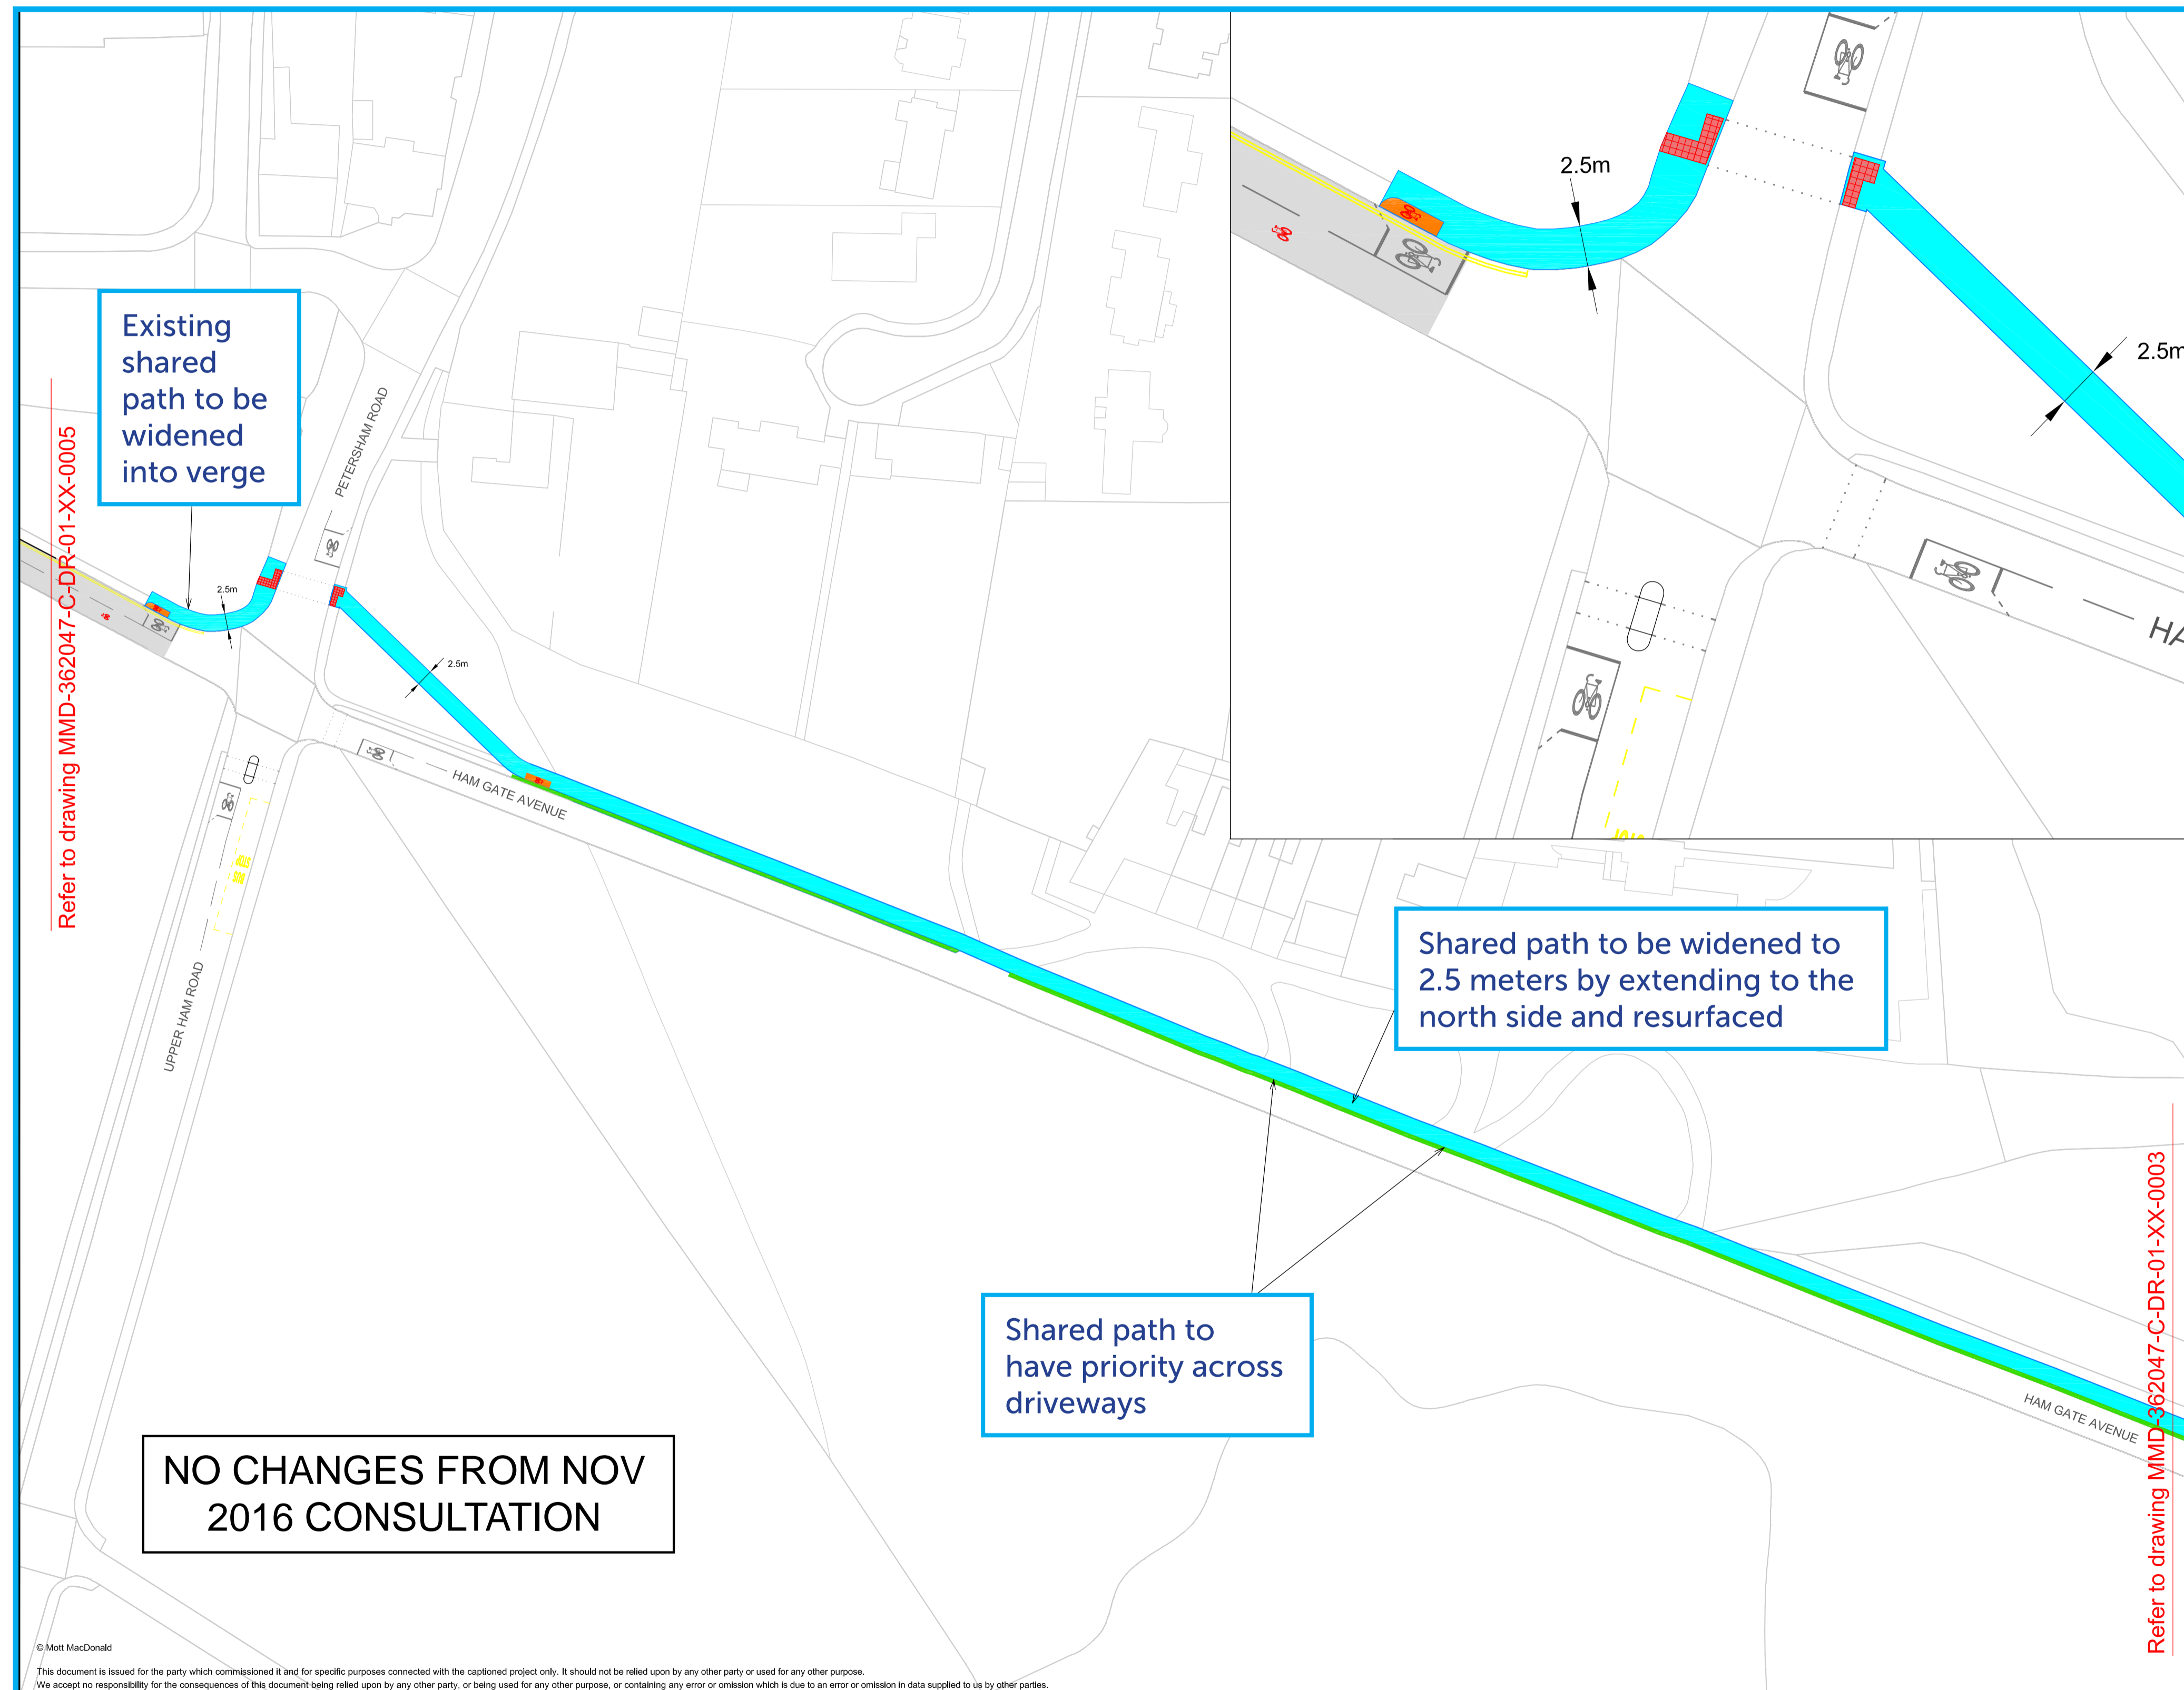 Existing
shared
path to be
widened
into verge
Refer to drawing MMD-362047-C-DR-01-XX-0005
PETERSHAM ROAD
2.5m
2.5m
HAM GATE AVENUE
UPPER HAM ROAD
2.5m
2.5m
HA
Shared path to be widened to
2.5 meters by extending to the
north side and resurfaced
Shared path to
have priority across
driveways
HAM GATE AVENUE
Refer to drawing MMD-362047-C-DR-01-XX-0003
NO CHANGES FROM NOV
2016 CONSULTATION
© Mott MacDonald
This document is issued for the party which commissioned it and for specific purposes connected with the captioned project only. It should not be relied upon by any other party or used for any other purpose.
We accept no responsibility for the consequences of this document being relied upon by any other party, or being used for any other purpose, or containing any error or omission which is due to an error or omission in data supplied to us by other parties.